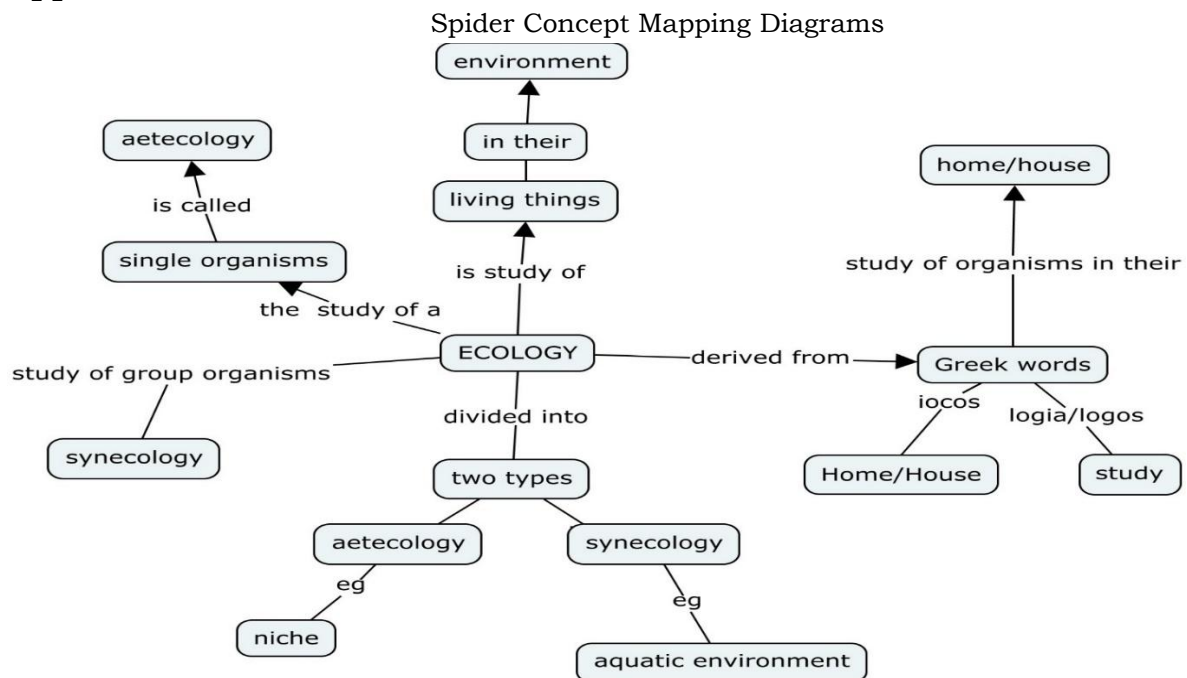 Spider Concept Mapping Diagrams
environment
aetecology
in their
home/house
is called
living things
single organisms
is study of
study of organisms in their
the study of a
ECOLOGY
derived from
Greek words
study of group organisms
iocos
divided into
logia/logos
synecology
two types
Home/House
study
aetecology
synecology
eg
eg
niche
aquatic environment